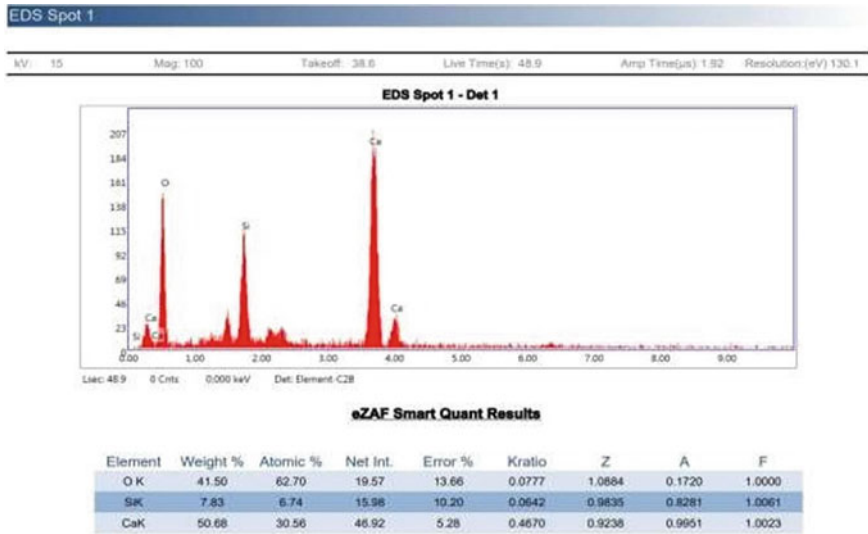 EDS Spot 1
kV: 15 Mag: 100 Takeoff: 38.6 Live Time(s): 48.9 Amp Time(µs): 1.92 Resolution:(eV) 130.1
EDS Spot 1 - Det 1
207
184
161
138
115
92
69
46
23
0
Ca
O
Si
Ca
Ca
Si
Ca
0.00 1.00 2.00 3.00 4.00 5.00 6.00 7.00 8.00 9.00
Lsec: 48.9 0 Cnts 0.000 keV Det: Element-C2B
eZAF Smart Quant Results
Element Weight % Atomic % Net Int. Error % Kratio Z A F
O K 41.50 62.70 19.57 13.66 0.0777 1.0884 0.1720 1.0000
SiK 7.83 6.74 15.98 10.20 0.0642 0.9835 0.8281 1.0061
CaK 50.68 30.56 46.92 5.28 0.4670 0.9238 0.9951 1.0023